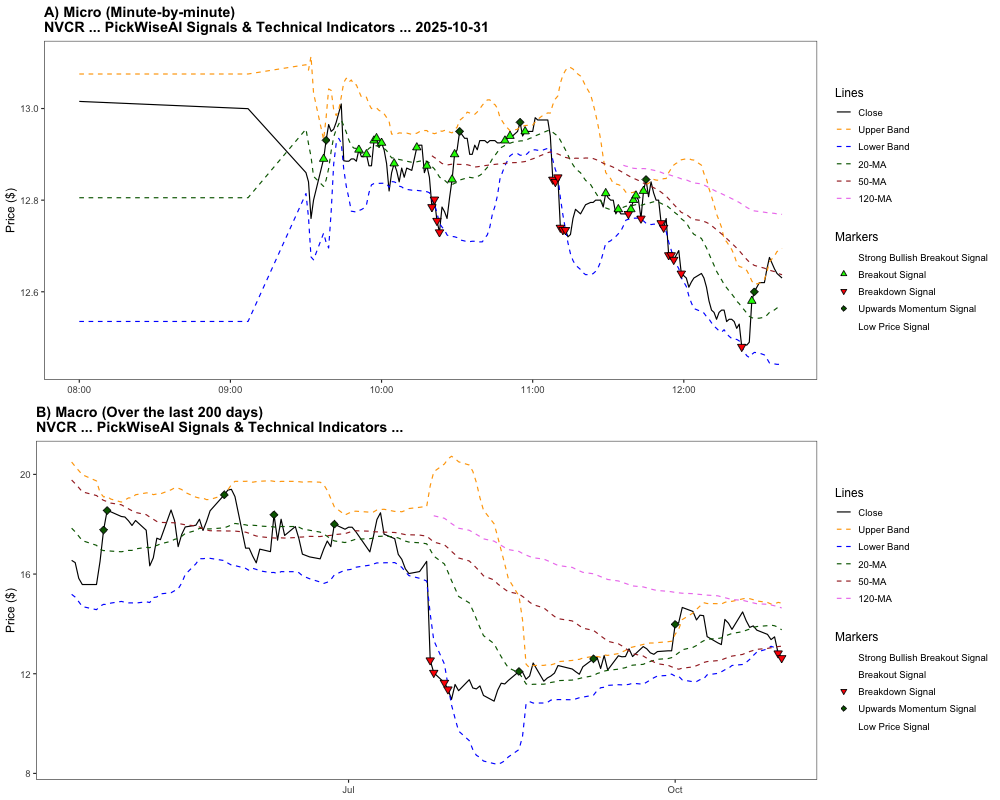 A) Micro (Minute-by-minute)
NVCR ... PickWiseAI Signals & Technical Indicators ... 2025-10-31
Price ($)
13.0
12.8
12.6
08:00
09:00
10:00
11:00
12:00
Lines
Close
Upper Band
Lower Band
20-MA
50-MA
120-MA
Markers
Strong Bullish Breakout Signal
Breakout Signal
Breakdown Signal
Upwards Momentum Signal
Low Price Signal
B) Macro (Over the last 200 days)
NVCR ... PickWiseAI Signals & Technical Indicators ...
Price ($)
20
16
12
8
Jul
Oct
Lines
Close
Upper Band
Lower Band
20-MA
50-MA
120-MA
Markers
Strong Bullish Breakout Signal
Breakout Signal
Breakdown Signal
Upwards Momentum Signal
Low Price Signal